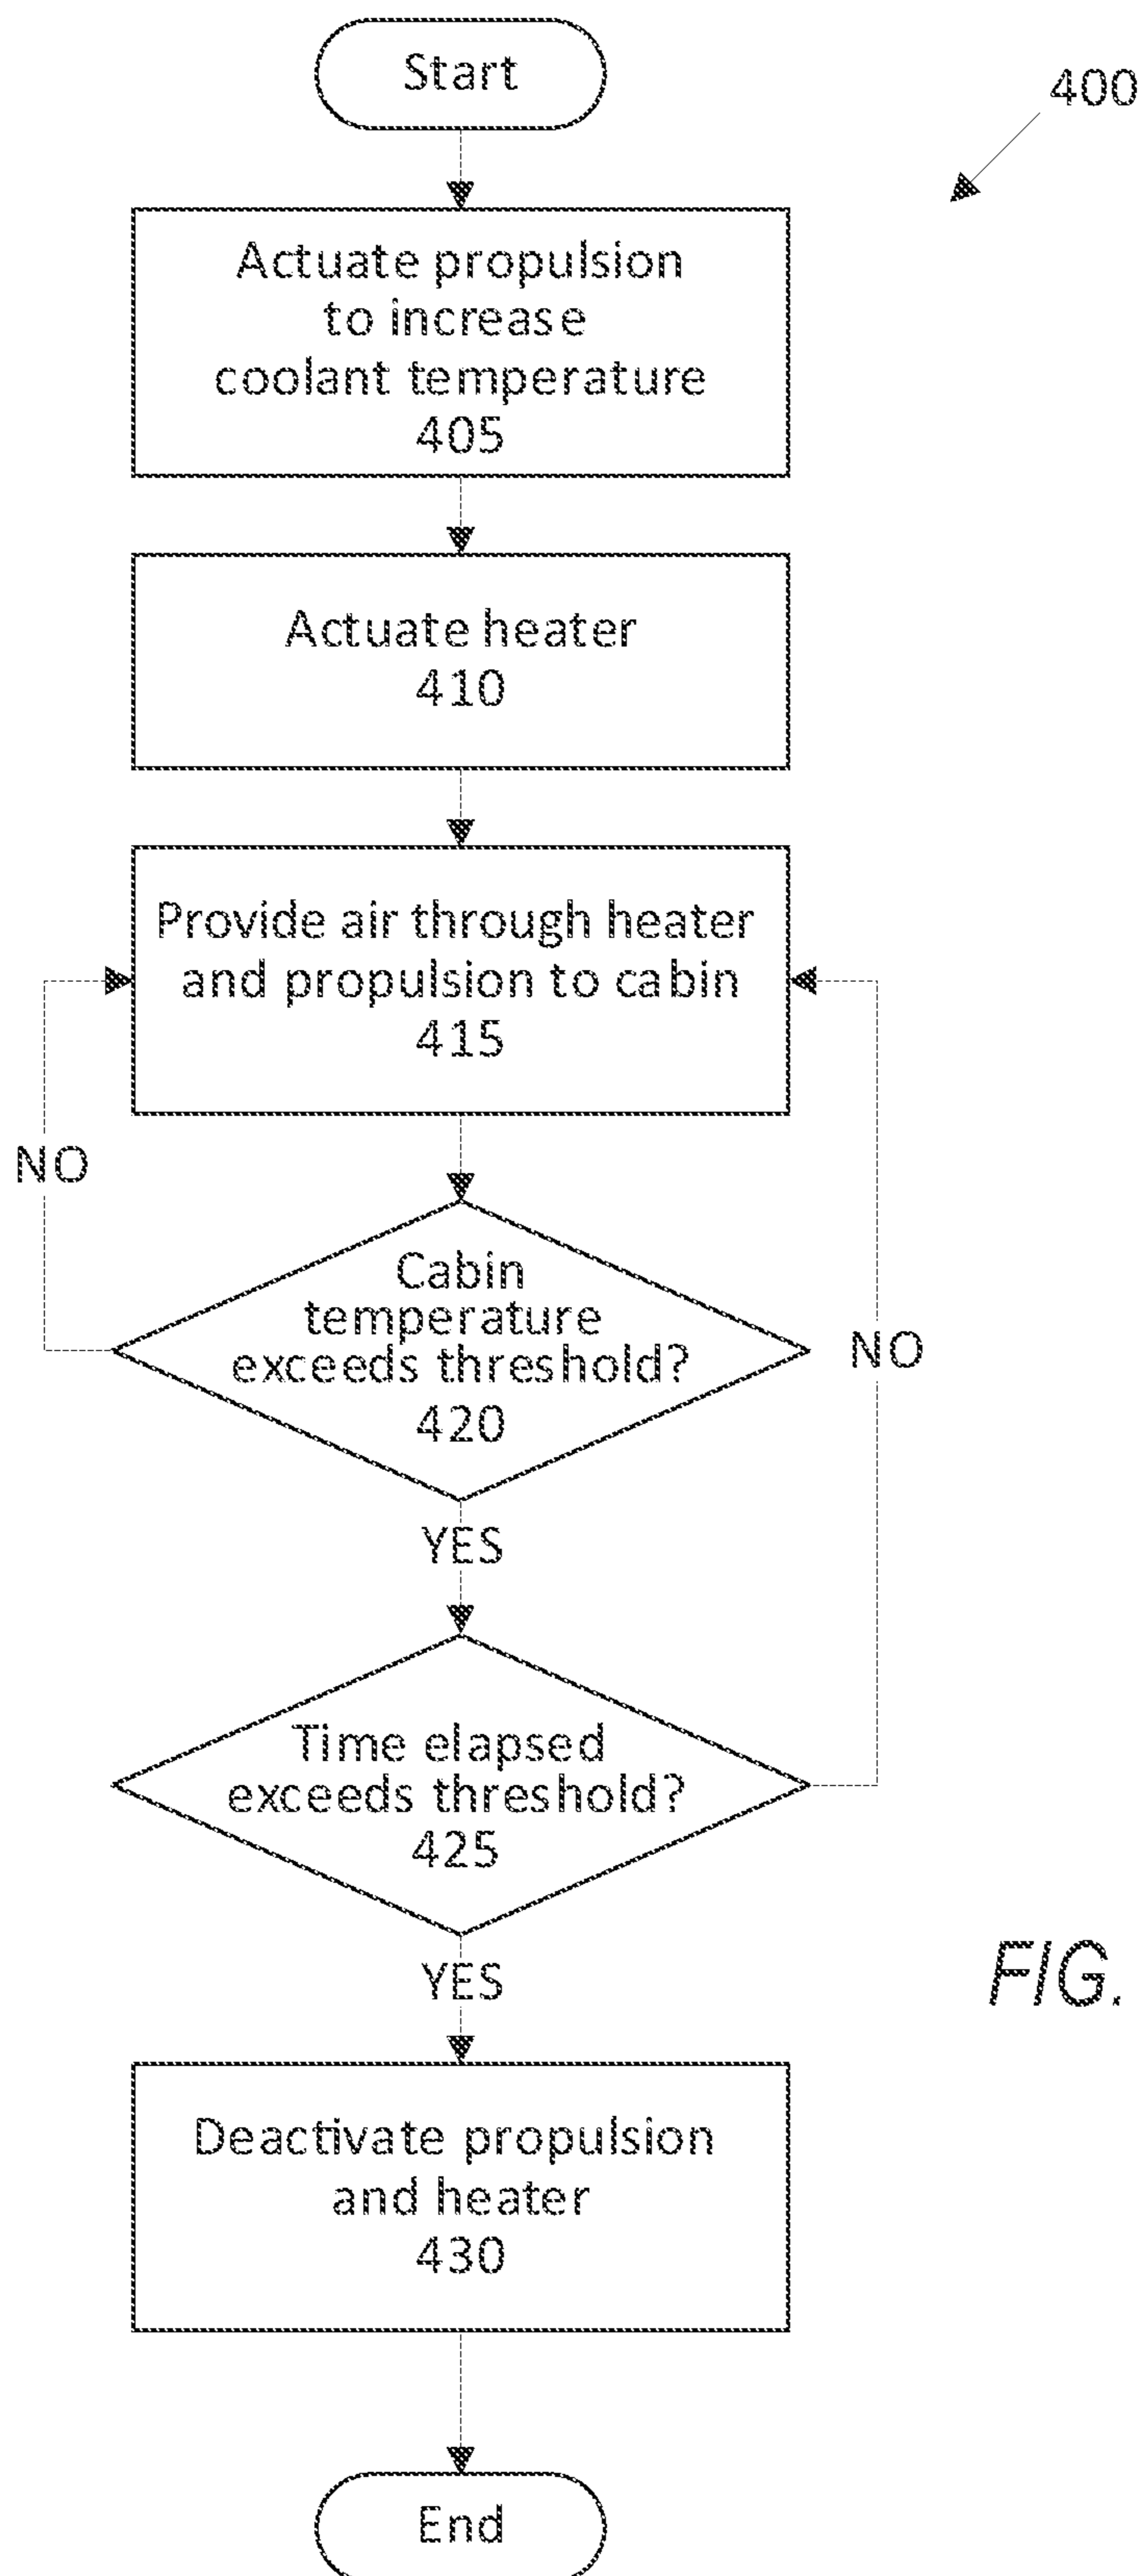 Start
400
Actuate propulsion
to increase
coolant temperature
405
Actuate heater
410
Provide air through heater
and propulsion to cabin
415
NO
Cabin
temperature
exceeds threshold?
420
NO
YES
Time elapsed
exceeds threshold?
425
YES
FIG.
Deactivate propulsion
and heater
430
End